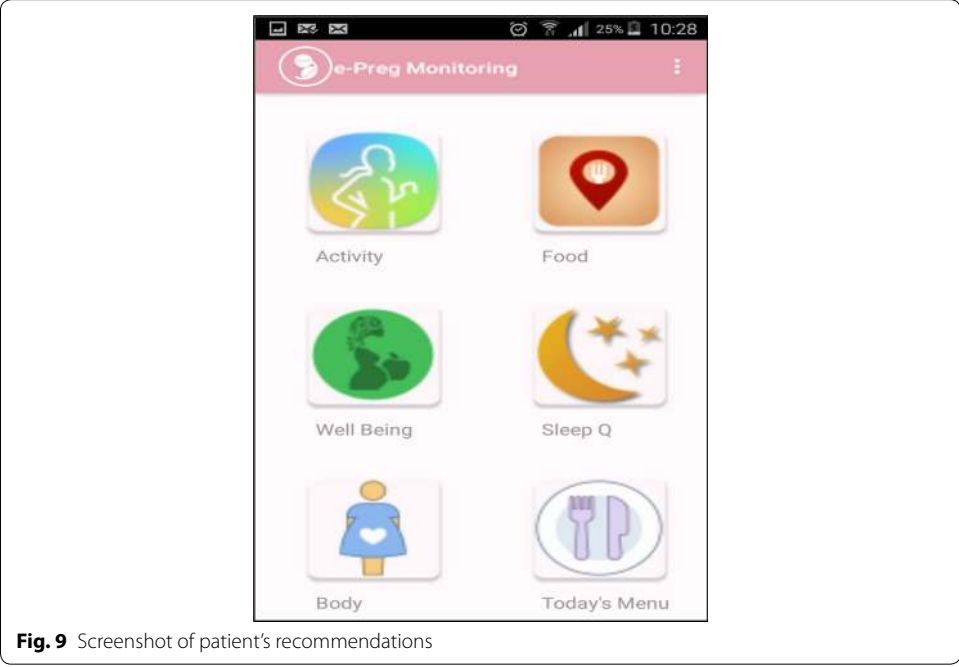 25% 10:28
e-Preg Monitoring
Activity Food
Well Being Sleep Q
Body Today's Menu
Fig. 9 Screenshot of patient's recommendations